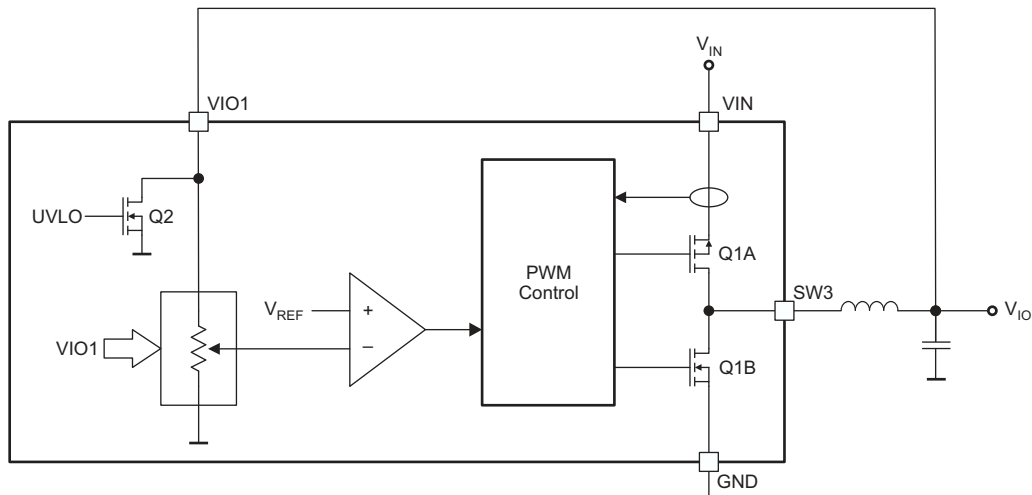 V_IN
VIO1
VIN
UVLO
Q2
Q1A
PWM
Control
SW3
V_REF
+
−
V_IO
VIO1
Q1B
GND